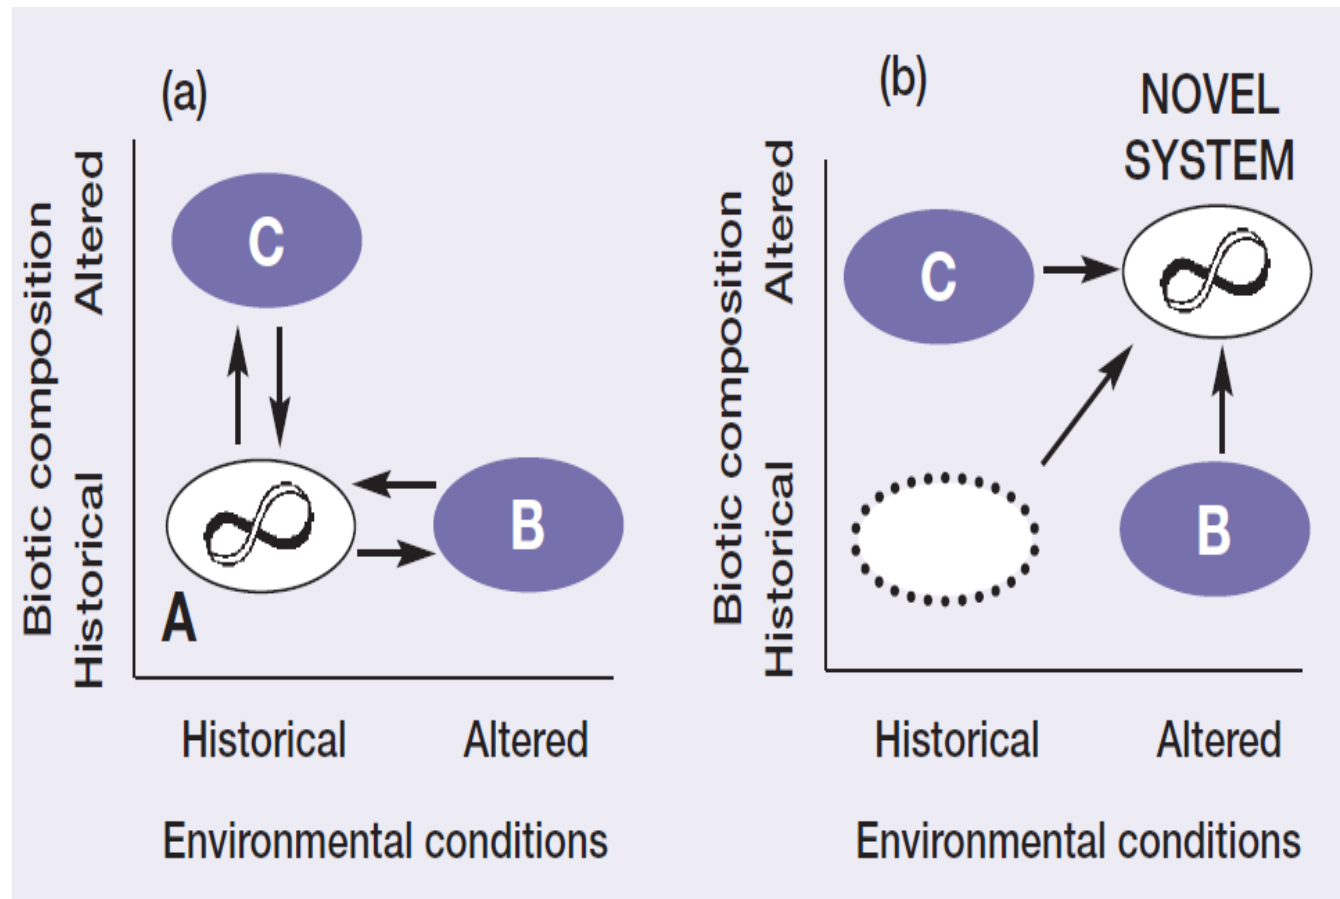 (a)
Biotic composition
Altered
Historical
C
B
A
Historical
Altered
Environmental conditions
(b)
NOVEL
SYSTEM
Biotic composition
Altered
Historical
C
B
Historical
Altered
Environmental conditions